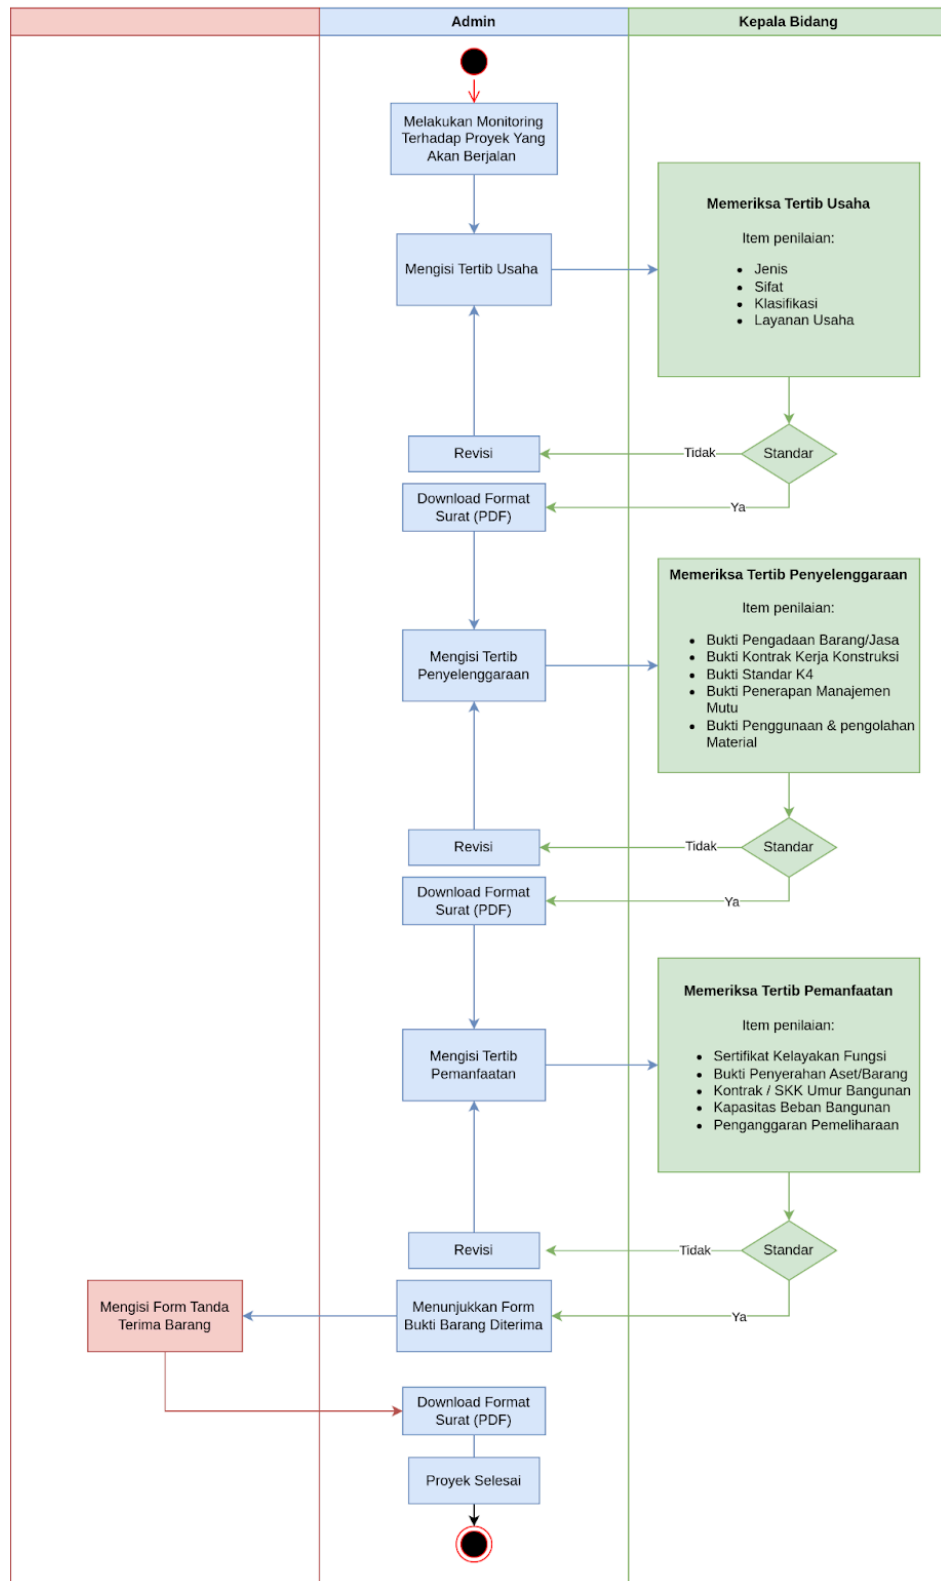 Admin
Kepala Bidang
Melakukan Monitoring
Terhadap Proyek Yang
Akan Berjalan
Mengisi Tertib Usaha
Memeriksa Tertib Usaha
Item penilaian:
• Jenis
• Sifat
• Klasifikasi
• Layanan Usaha
Standar
Tidak
Revisi
Ya
Download Format
Surat (PDF)
Mengisi Tertib
Penyelenggaraan
Memeriksa Tertib Penyelenggaraan
Item penilaian:
• Bukti Pengadaan Barang/Jasa
• Bukti Kontrak Kerja Konstruksi
• Bukti Standar K4
• Bukti Penerapan Manajemen
Mutu
• Bukti Penggunaan & pengolahan
Material
Standar
Tidak
Revisi
Ya
Download Format
Surat (PDF)
Mengisi Tertib
Pemanfaatan
Memeriksa Tertib Pemanfaatan
Item penilaian:
• Sertifikat Kelayakan Fungsi
• Bukti Penyerahan Aset/Barang
• Kontrak / SKK Umur Bangunan
• Kapasitas Beban Bangunan
• Penganggaran Pemeliharaan
Standar
Tidak
Revisi
Ya
Menunjukkan Form
Bukti Barang Diterima
Mengisi Form Tanda
Terima Barang
Download Format
Surat (PDF)
Proyek Selesai